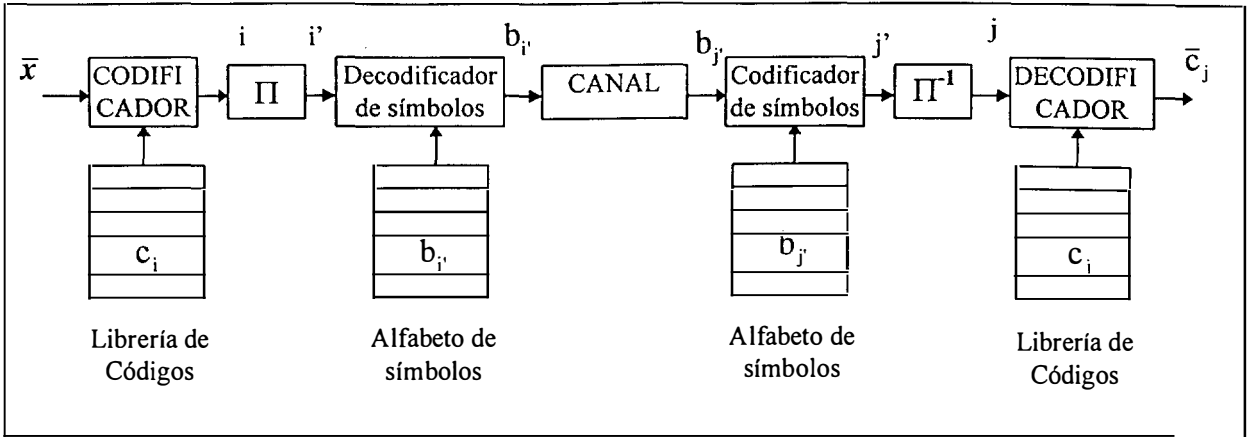 x̅
CODIFI
CADOR
i
Π
i'
Decodificador
de símbolos
b_{i'}
CANAL
b_{j'}
Codificador
de símbolos
j'
Π⁻¹
j
DECODIFI
CADOR
c̅_j
c_i
b_{i'}
b_{j'}
c_i
Librería de
Códigos
Alfabeto de
símbolos
Alfabeto de
símbolos
Librería de
Códigos